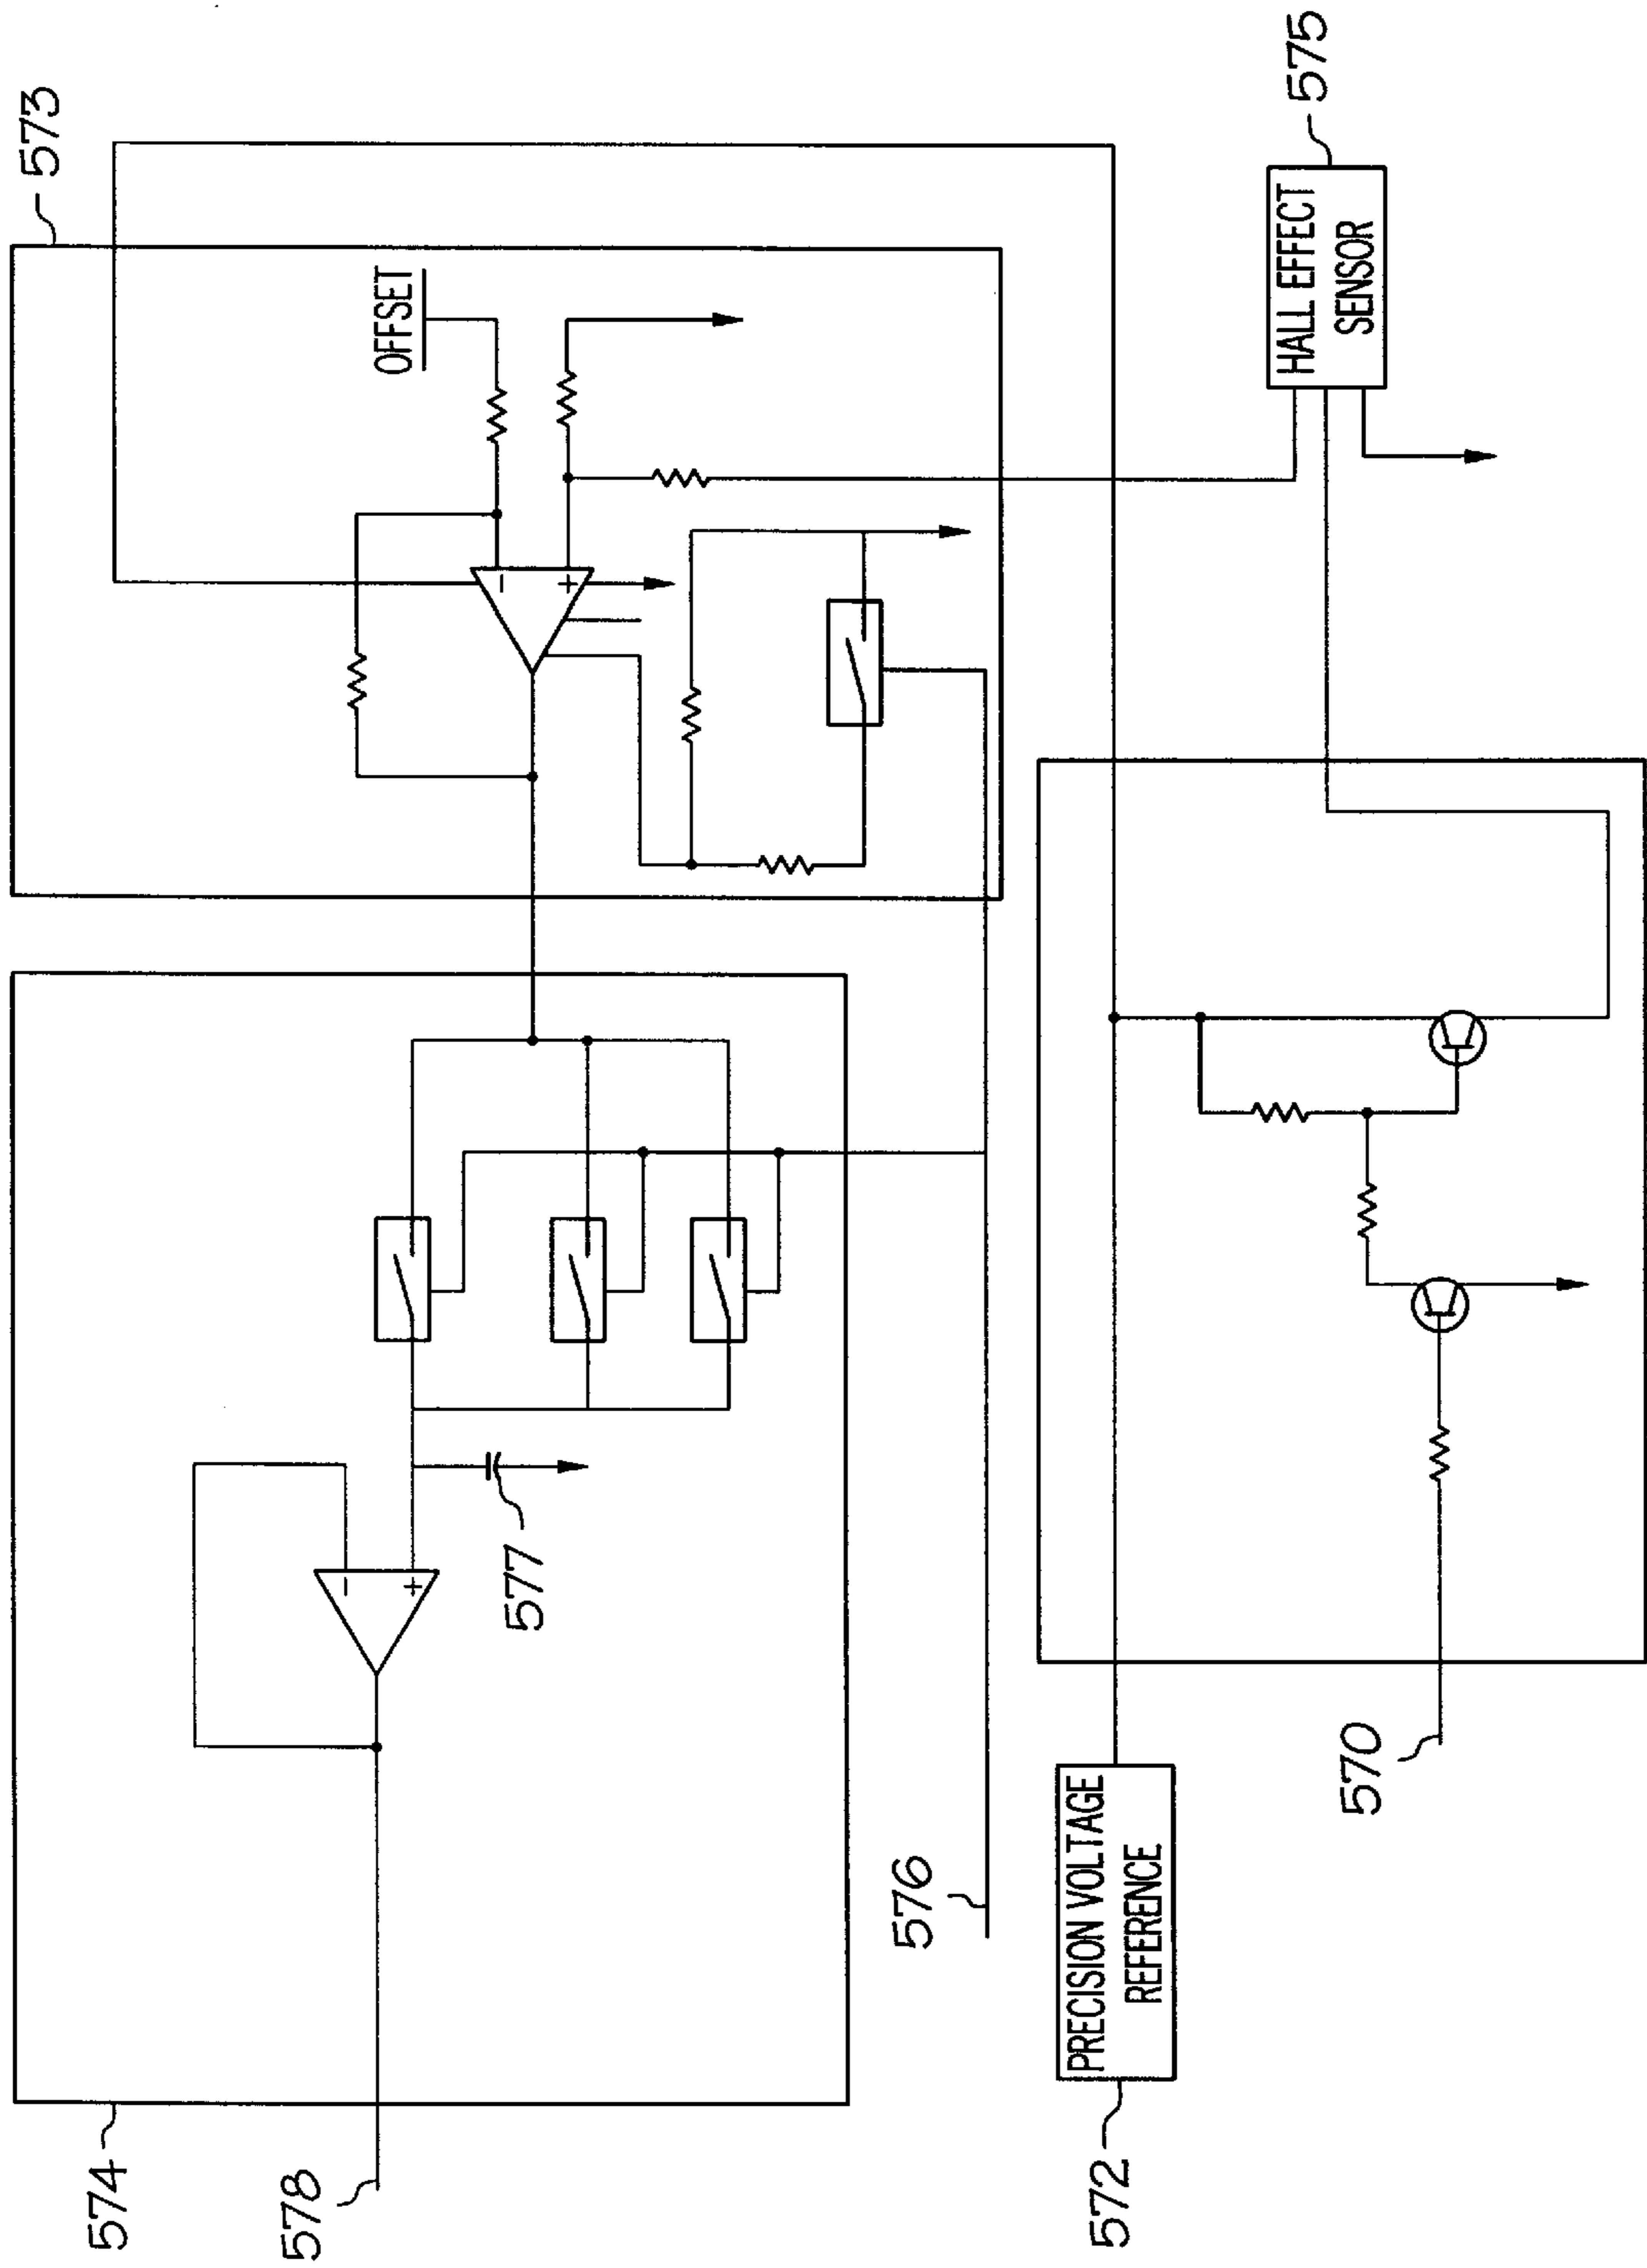 574
578
573
OFFSET
577
576
572
PRECISION VOLTAGE
REFERENCE
570
HALL EFFECT
SENSOR
575
-
+
-
+